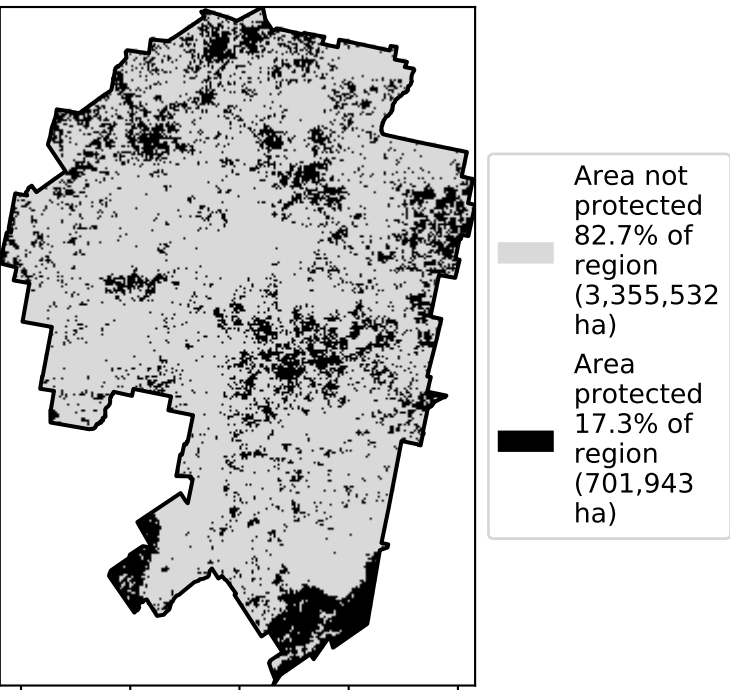 Area not
protected
82.7% of
region
(3,355,532
ha)
Area
protected
17.3% of
region
(701,943
ha)